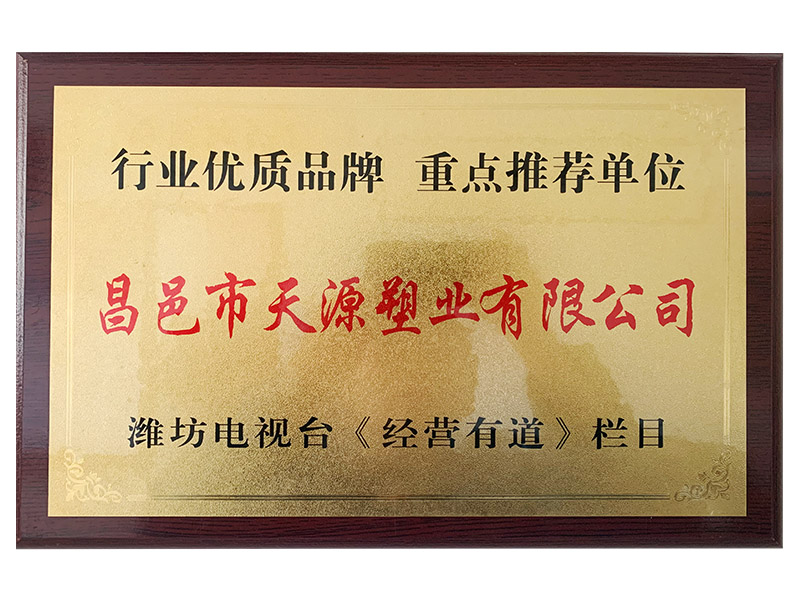 行业优质品牌 重点推荐单位
昌邑市天源塑业有限公司
潍坊电视台《经营有道》栏目